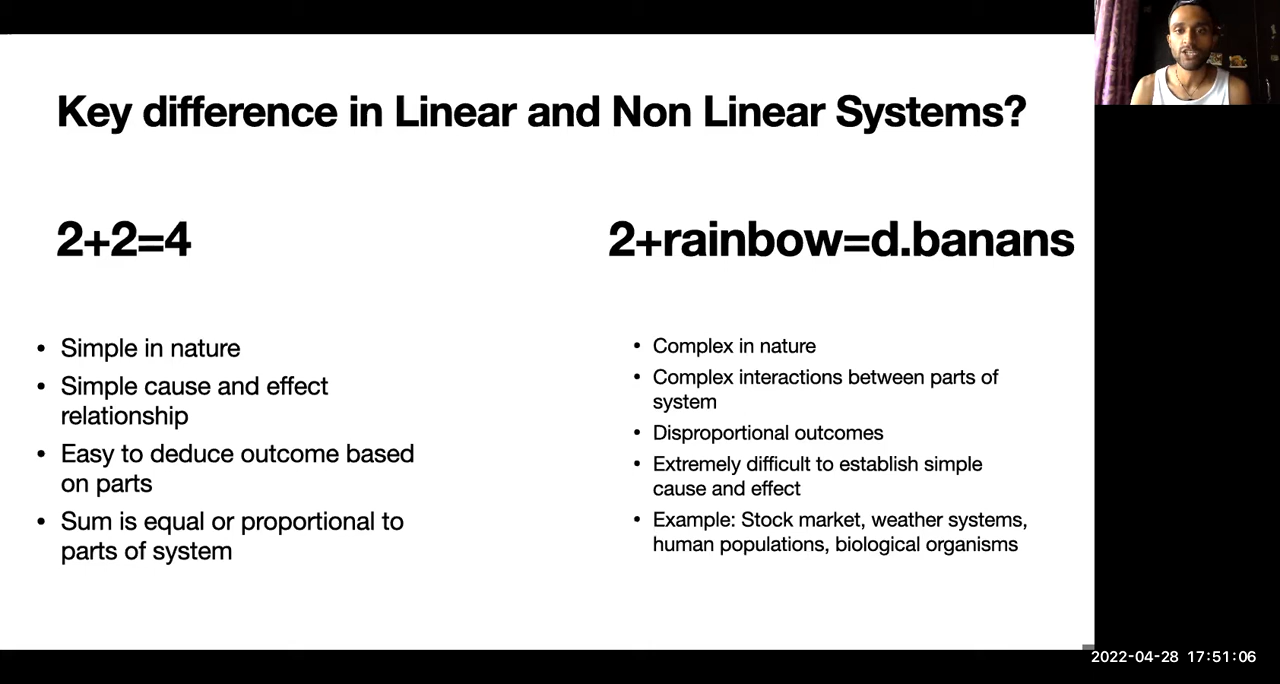 Key difference in Linear and Non Linear Systems?
2+2=4
• Simple in nature
• Simple cause and effect
relationship
• Easy to deduce outcome based
on parts
• Sum is equal or proportional to
parts of system
2+rainbow=d.banans
• Complex in nature
• Complex interactions between parts of
system
• Disproportional outcomes
• Extremely difficult to establish simple
cause and effect
• Example: Stock market, weather systems,
human populations, biological organisms
2022-04-28 17:51:06